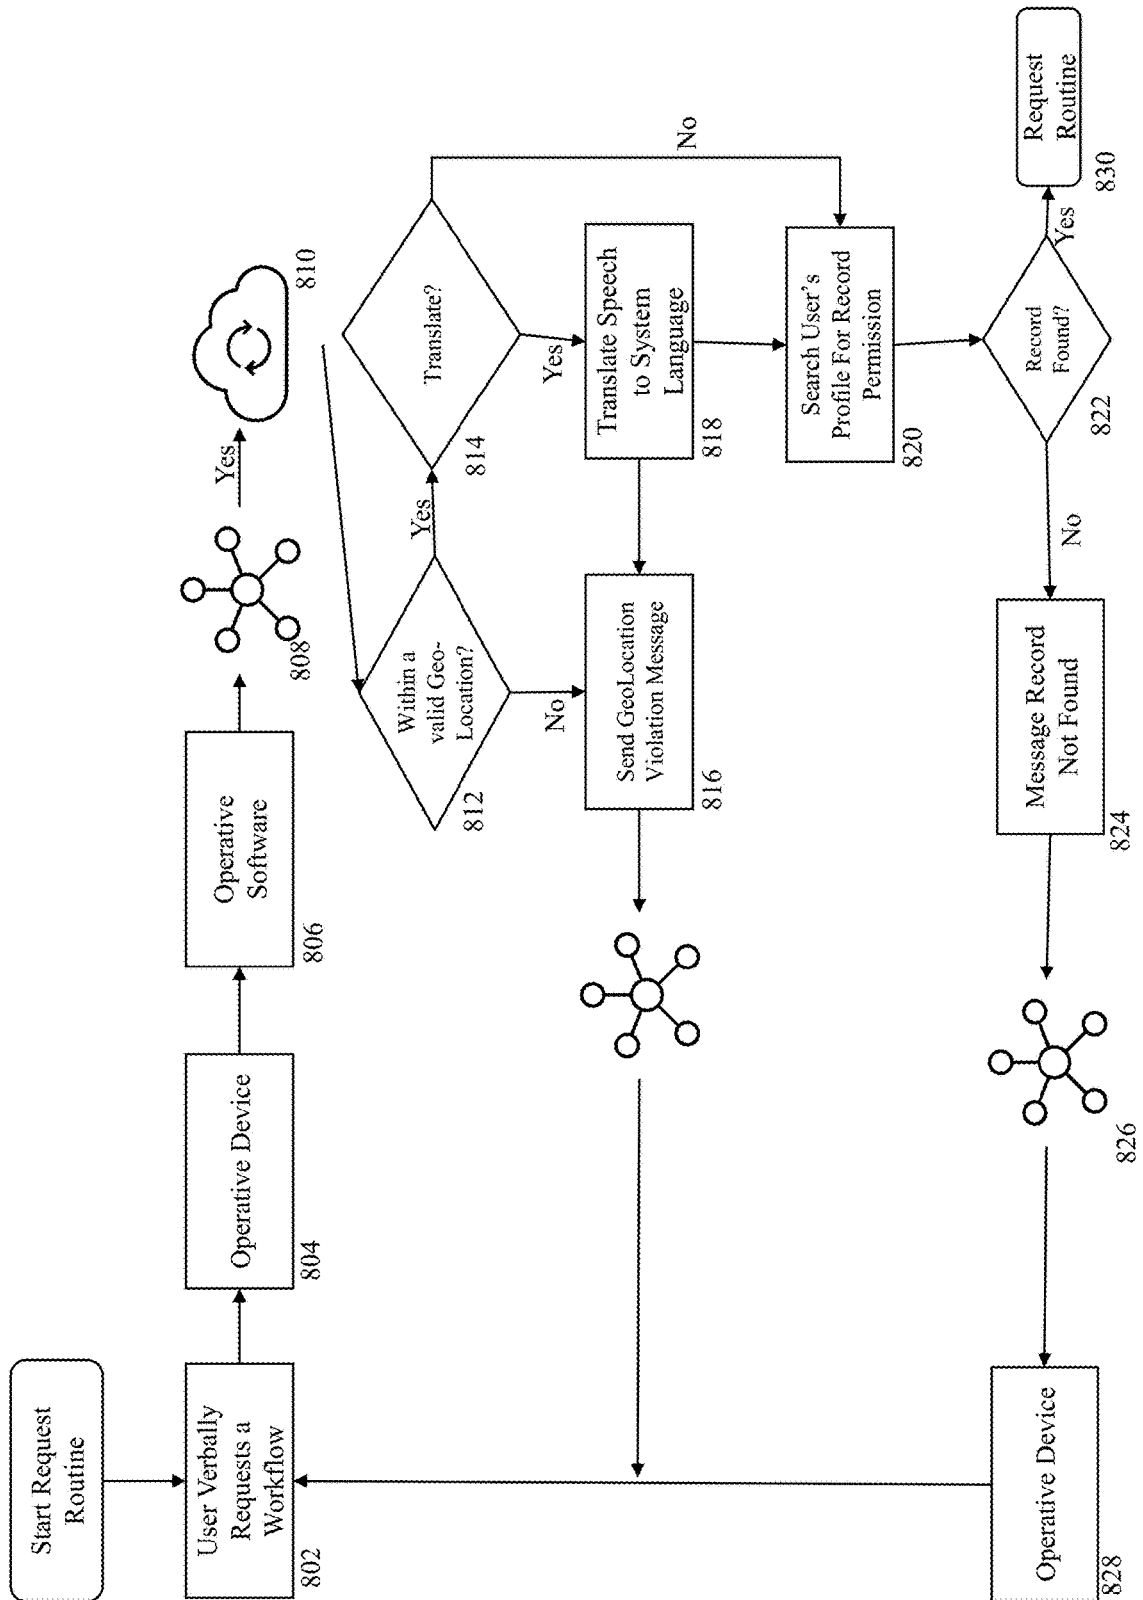 Start Request
Routine
User Verbally
Requests a
Workflow
802
Operative Device
804
Operative
Software
806
808
Yes
810
Within a
valid Geo-
Location?
812
Yes
No
Translate?
814
Yes
No
Send GeoLocation
Violation Message
816
Translate Speech
to System
Language
818
Search User's
Profile For Record
Permission
820
Record
Found?
822
Yes
No
Request
Routine
830
Message Record
Not Found
824
826
Operative Device
828